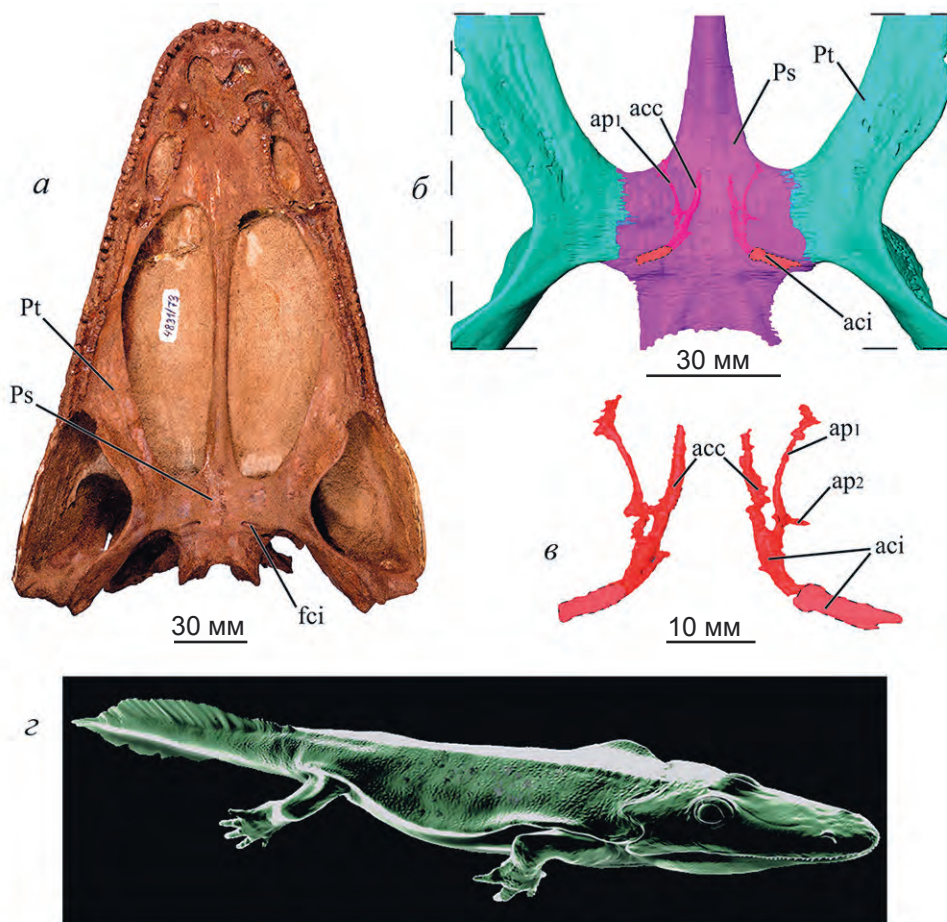 а
Pt
Ps
4831/73
fci
30 мм
б
Ps
Pt
acc
ap1
aci
30 мм
в
acc
ap1
ap2
aci
10 мм
г